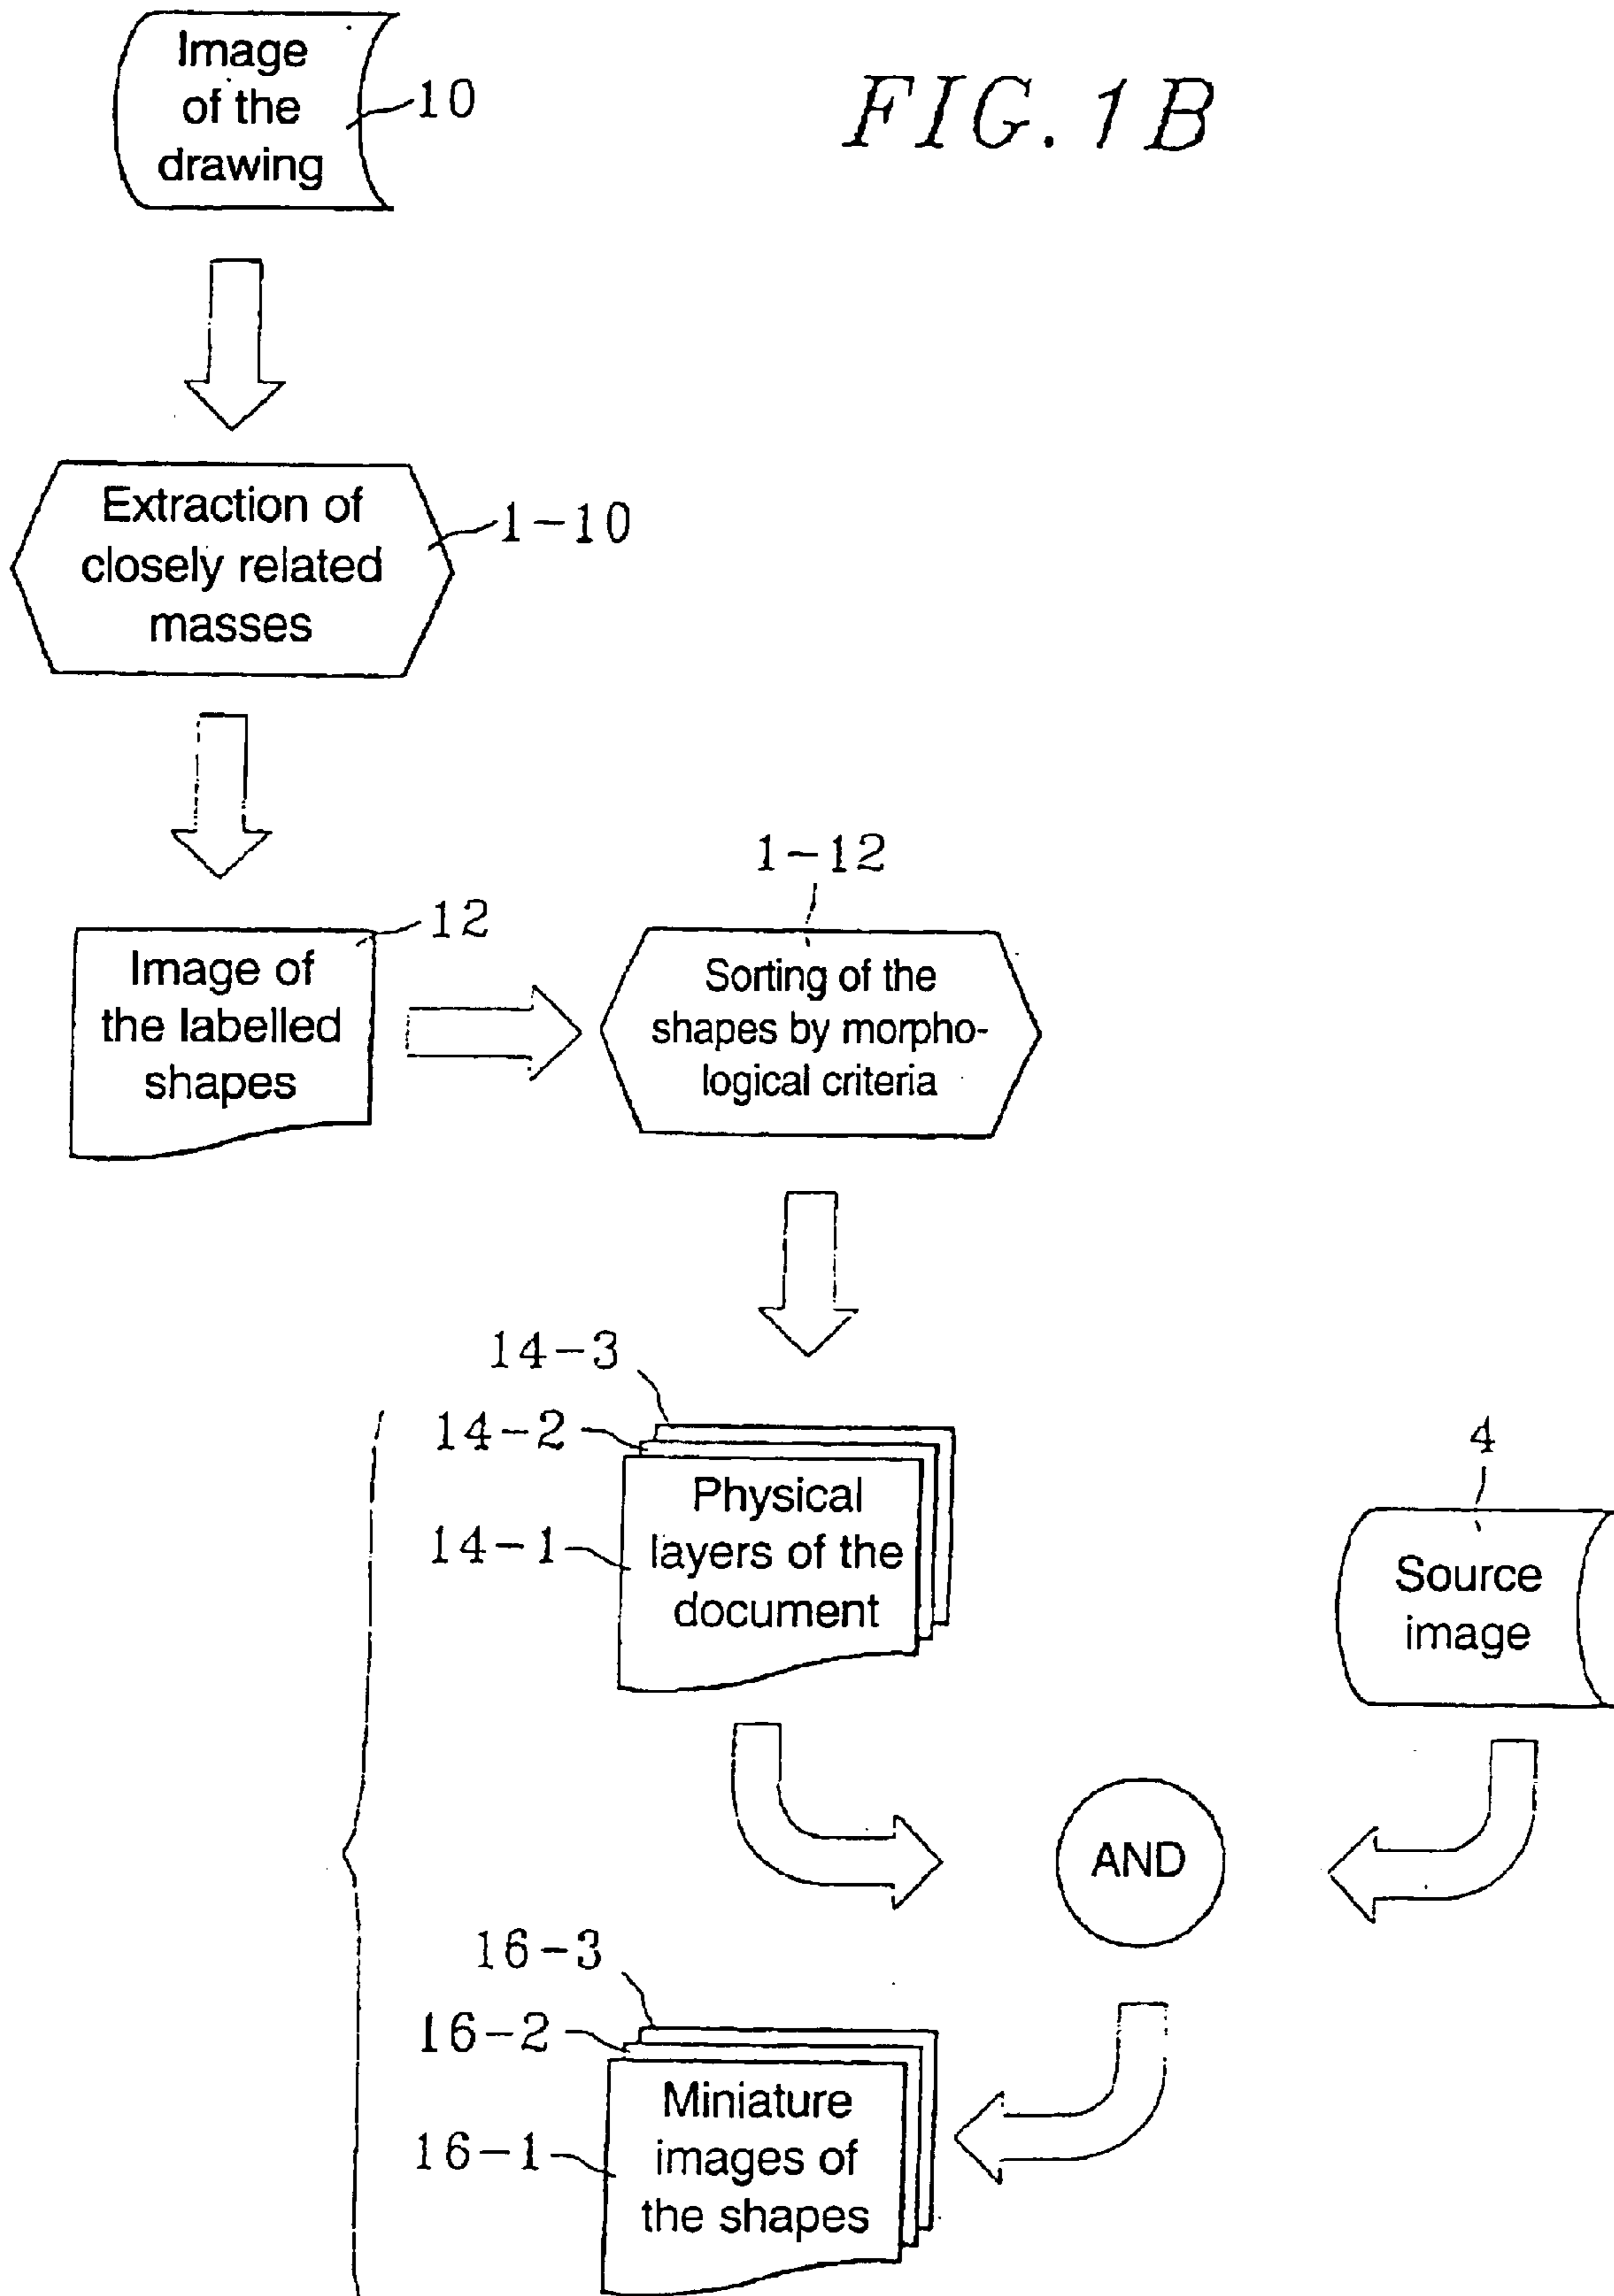 FIG. 1B
Image
of the
drawing
10
Extraction of
closely related
masses
1-10
Image of
the labelled
shapes
12
1-12
Sorting of the
shapes by morpho-
logical criteria
14-3
14-2
14-1
Physical
layers of the
document
4
Source
image
AND
16-3
16-2
16-1
Miniature
images of
the shapes